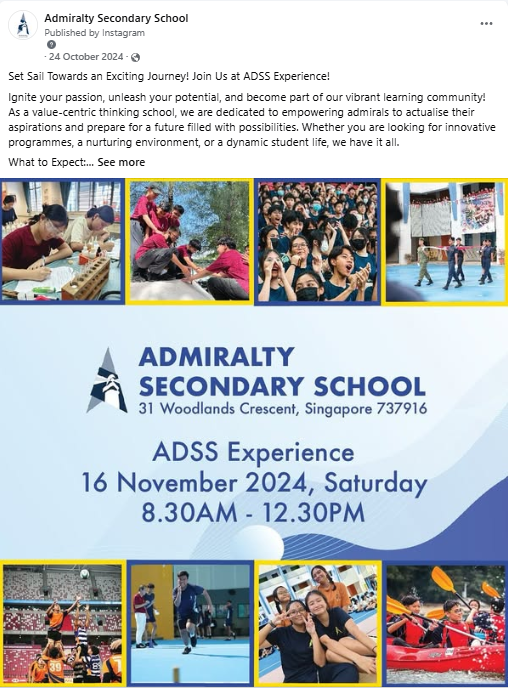 Admiralty Secondary School
Published by Instagram
· 24 October 2024 ·
Set Sail Towards an Exciting Journey! Join Us at ADSS Experience!
Ignite your passion, unleash your potential, and become part of our vibrant learning community!
As a value-centric thinking school, we are dedicated to empowering admirals to actualise their
aspirations and prepare for a future filled with possibilities. Whether you are looking for innovative
programmes, a nurturing environment, or a dynamic student life, we have it all.
What to Expect:... See more
ADMIRALTY
SECONDARY SCHOOL
31 Woodlands Crescent, Singapore 737916
ADSS Experience
16 November 2024, Saturday
8.30AM - 12.30PM